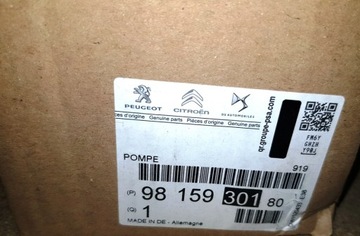 PEUGEOT
CITROËN
DS AUTOMOBILES
Pièces d'origine Genuine parts Pièces d'origine Genuine parts
qr.groupe-psa.com
POMPE
919
(P) 98 159 301 80
(Q) 1
MADE IN DE - Allemagne